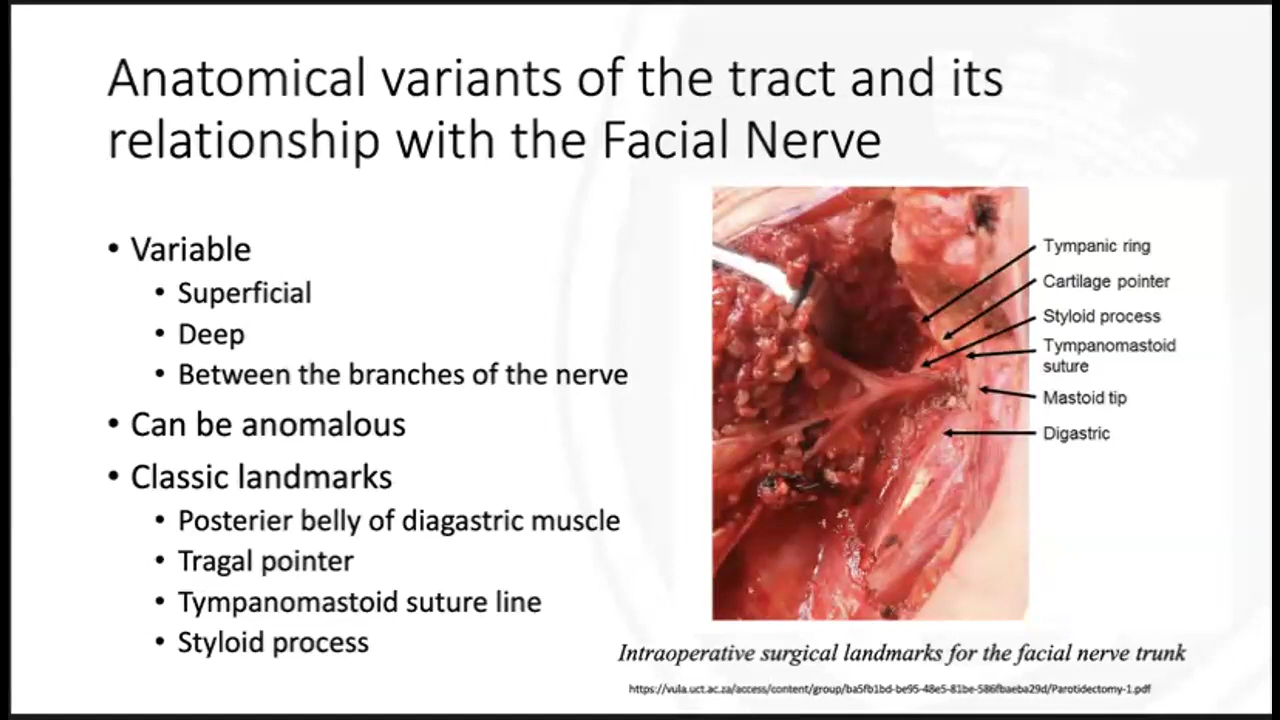 Anatomical variants of the tract and its
relationship with the Facial Nerve
• Variable
• Superficial
• Deep
• Between the branches of the nerve
• Can be anomalous
• Classic landmarks
• Posterier belly of diagastric muscle
• Tragal pointer
• Tympanomastoid suture line
• Styloid process
Tympanic ring
Cartilage pointer
Styloid process
Tympanomastoid
suture
Mastoid tip
Digastric
Intraoperative surgical landmarks for the facial nerve trunk
https://vula.uct.ac.za/access/content/group/ba5fb1bd-be95-48e5-81be-586fbaeba29d/Parotidectomy-1.pdf